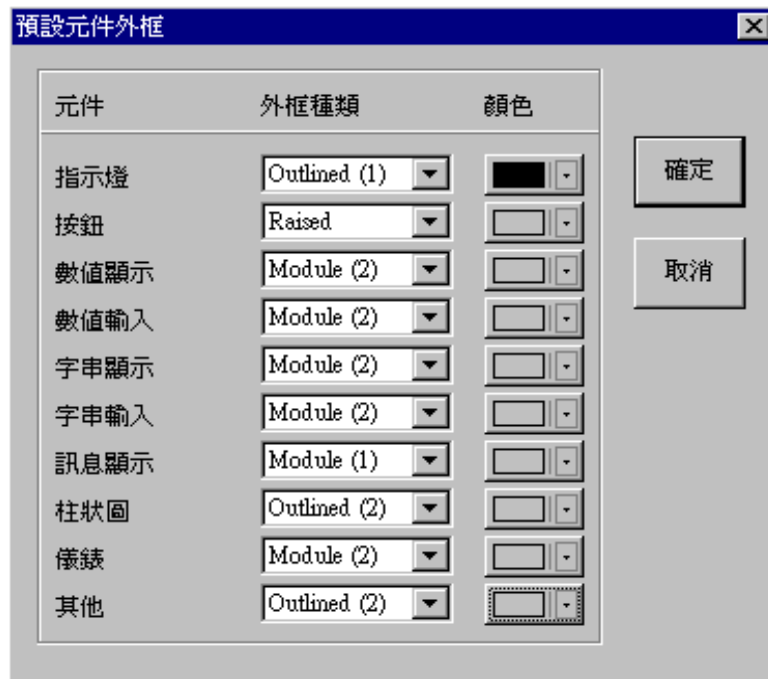 預設元件外框
元件 外框種類 顏色
指示燈 Outlined (1)
按鈕 Raised
數值顯示 Module (2)
數值輸入 Module (2)
字串顯示 Module (2)
字串輸入 Module (2)
訊息顯示 Module (1)
柱狀圖 Outlined (2)
儀錶 Module (2)
其他 Outlined (2)
確定
取消